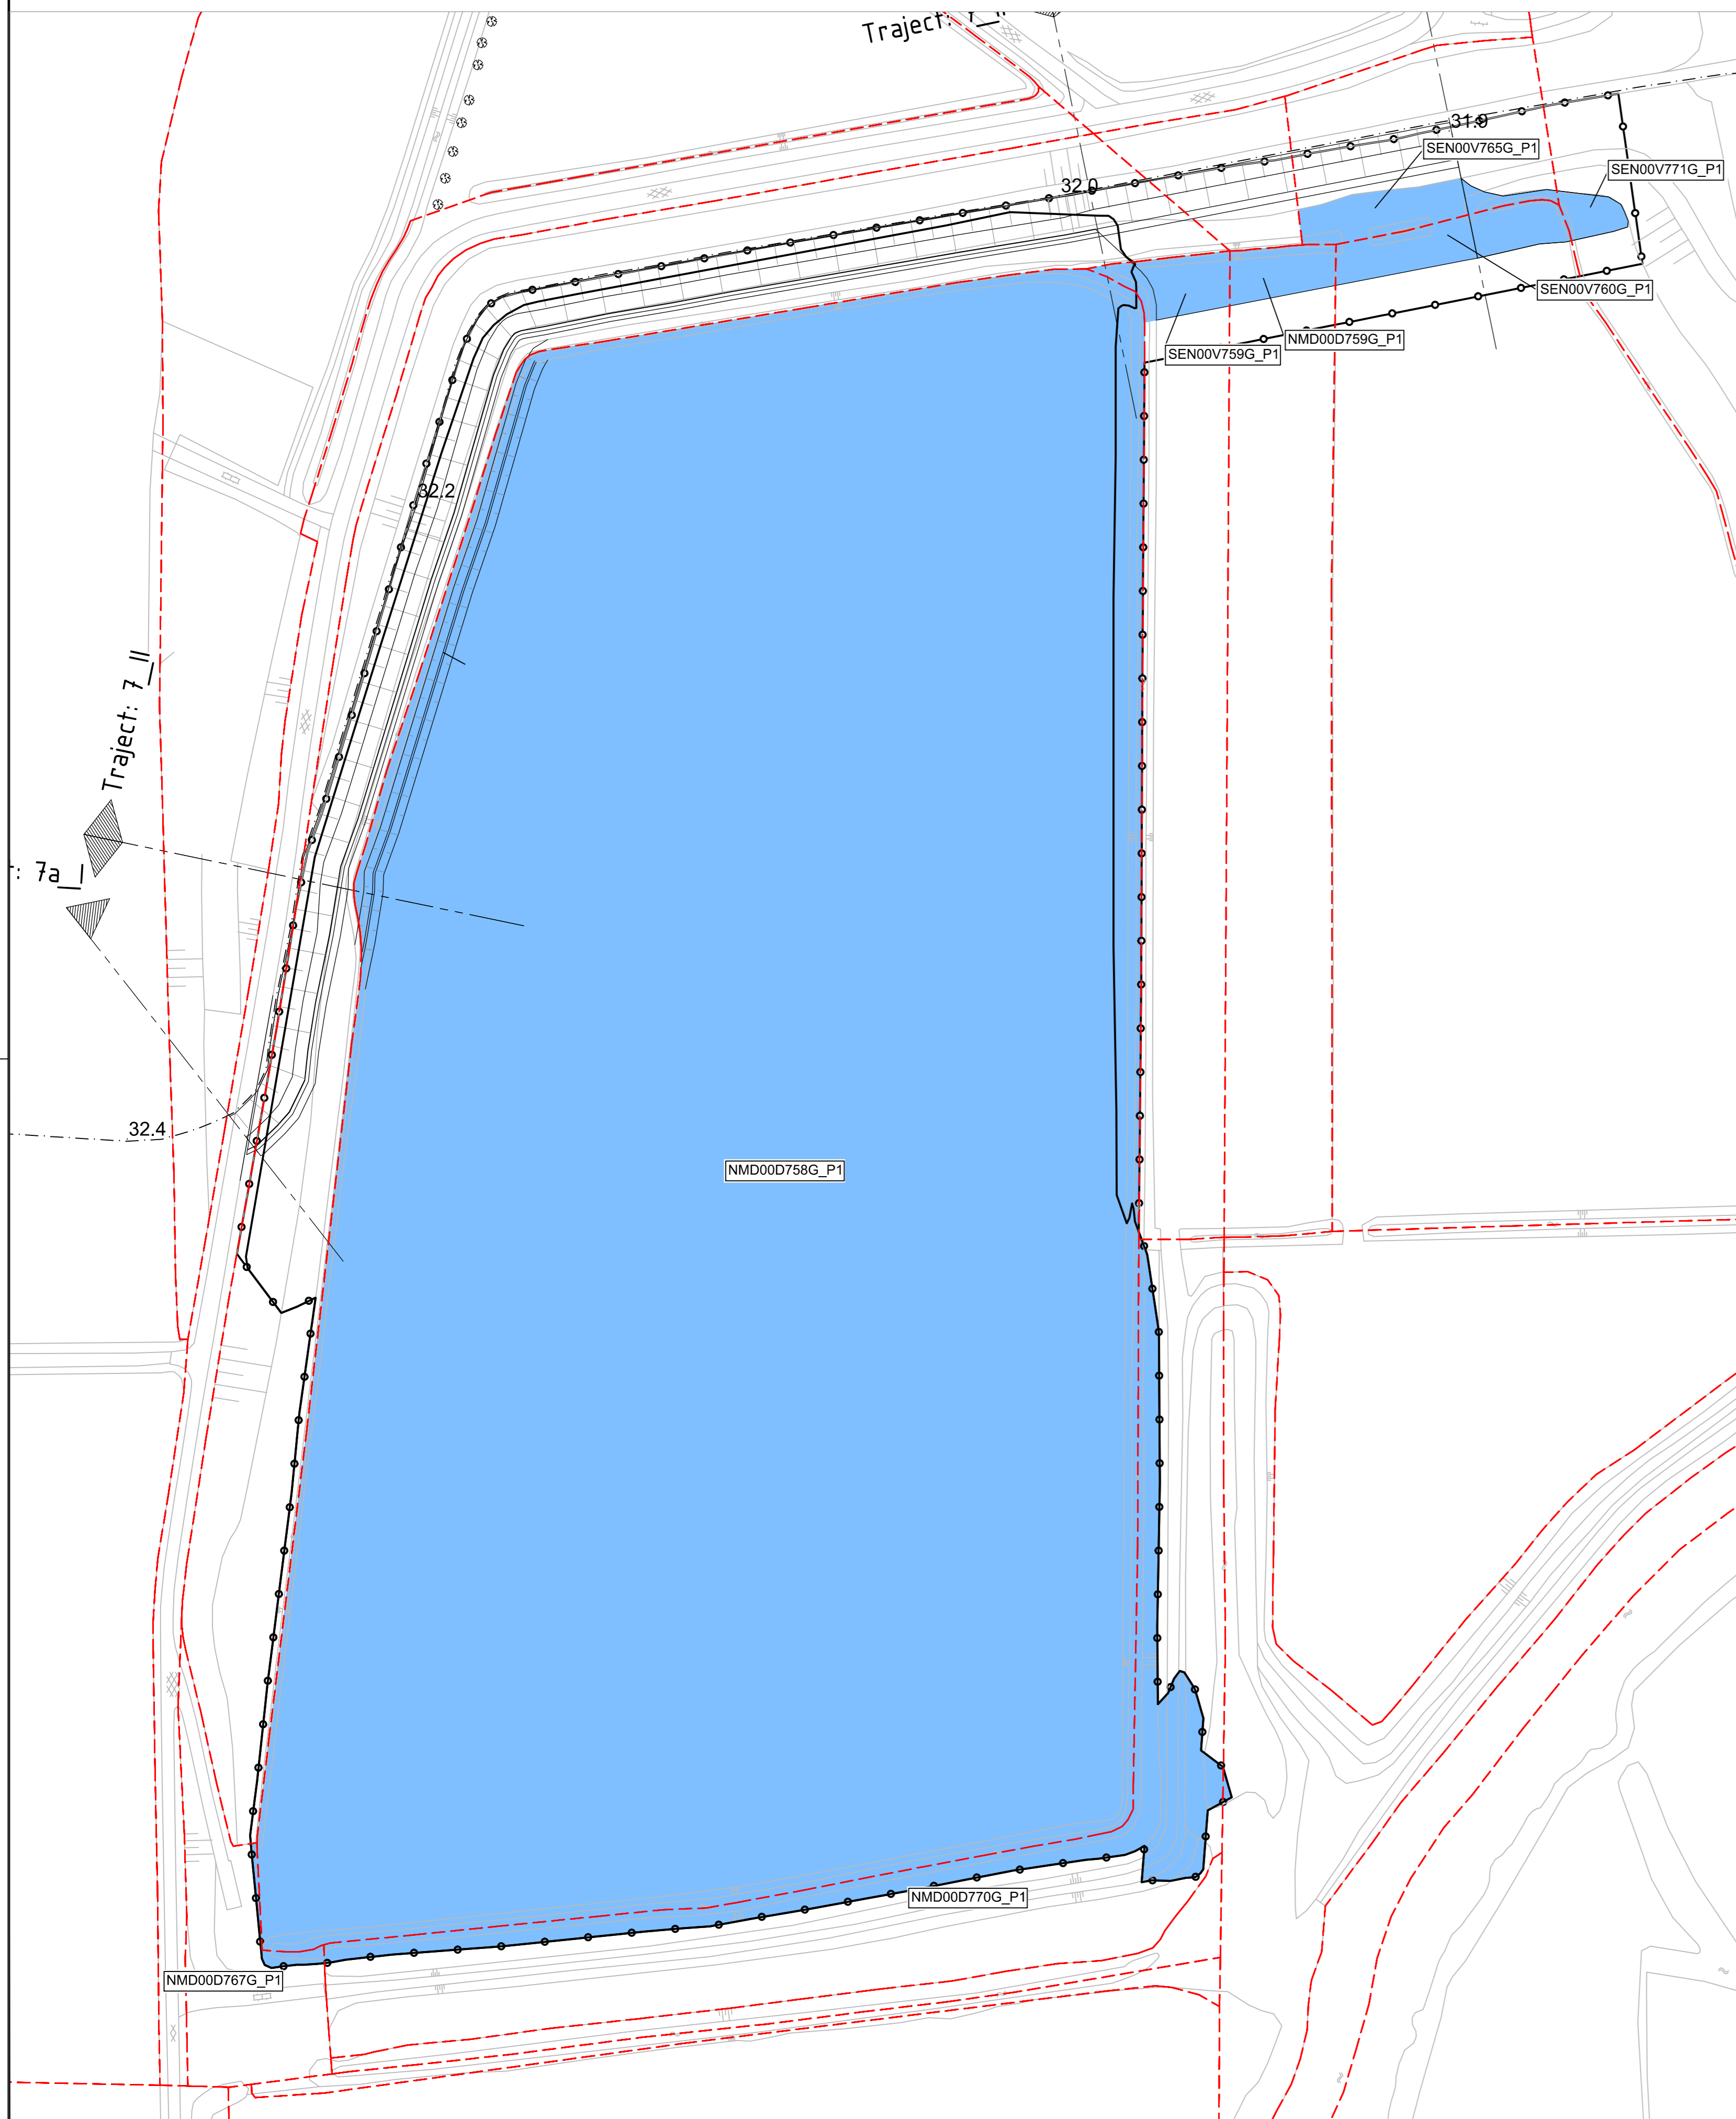 31.9
SEN00V765G_P1
SEN00V771G_P1
32.0
SEN00V760G_P1
NMD00D759G_P1
SEN00V759G_P1
32.2
Traject: 7_II
: 7a_I
32.4
NMD00D758G_P1
NMD00D770G_P1
NMD00D767G_P1